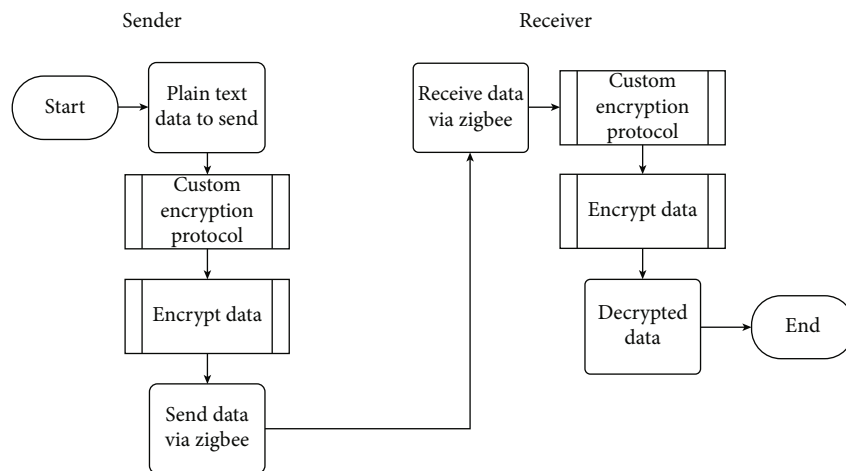 Sender
Start
Plain text
data to send
Custom
encryption
protocol
Encrypt data
Send data
via zigbee
Receiver
Receive data
via zigbee
Custom
encryption
protocol
Encrypt data
Decrypted
data
End